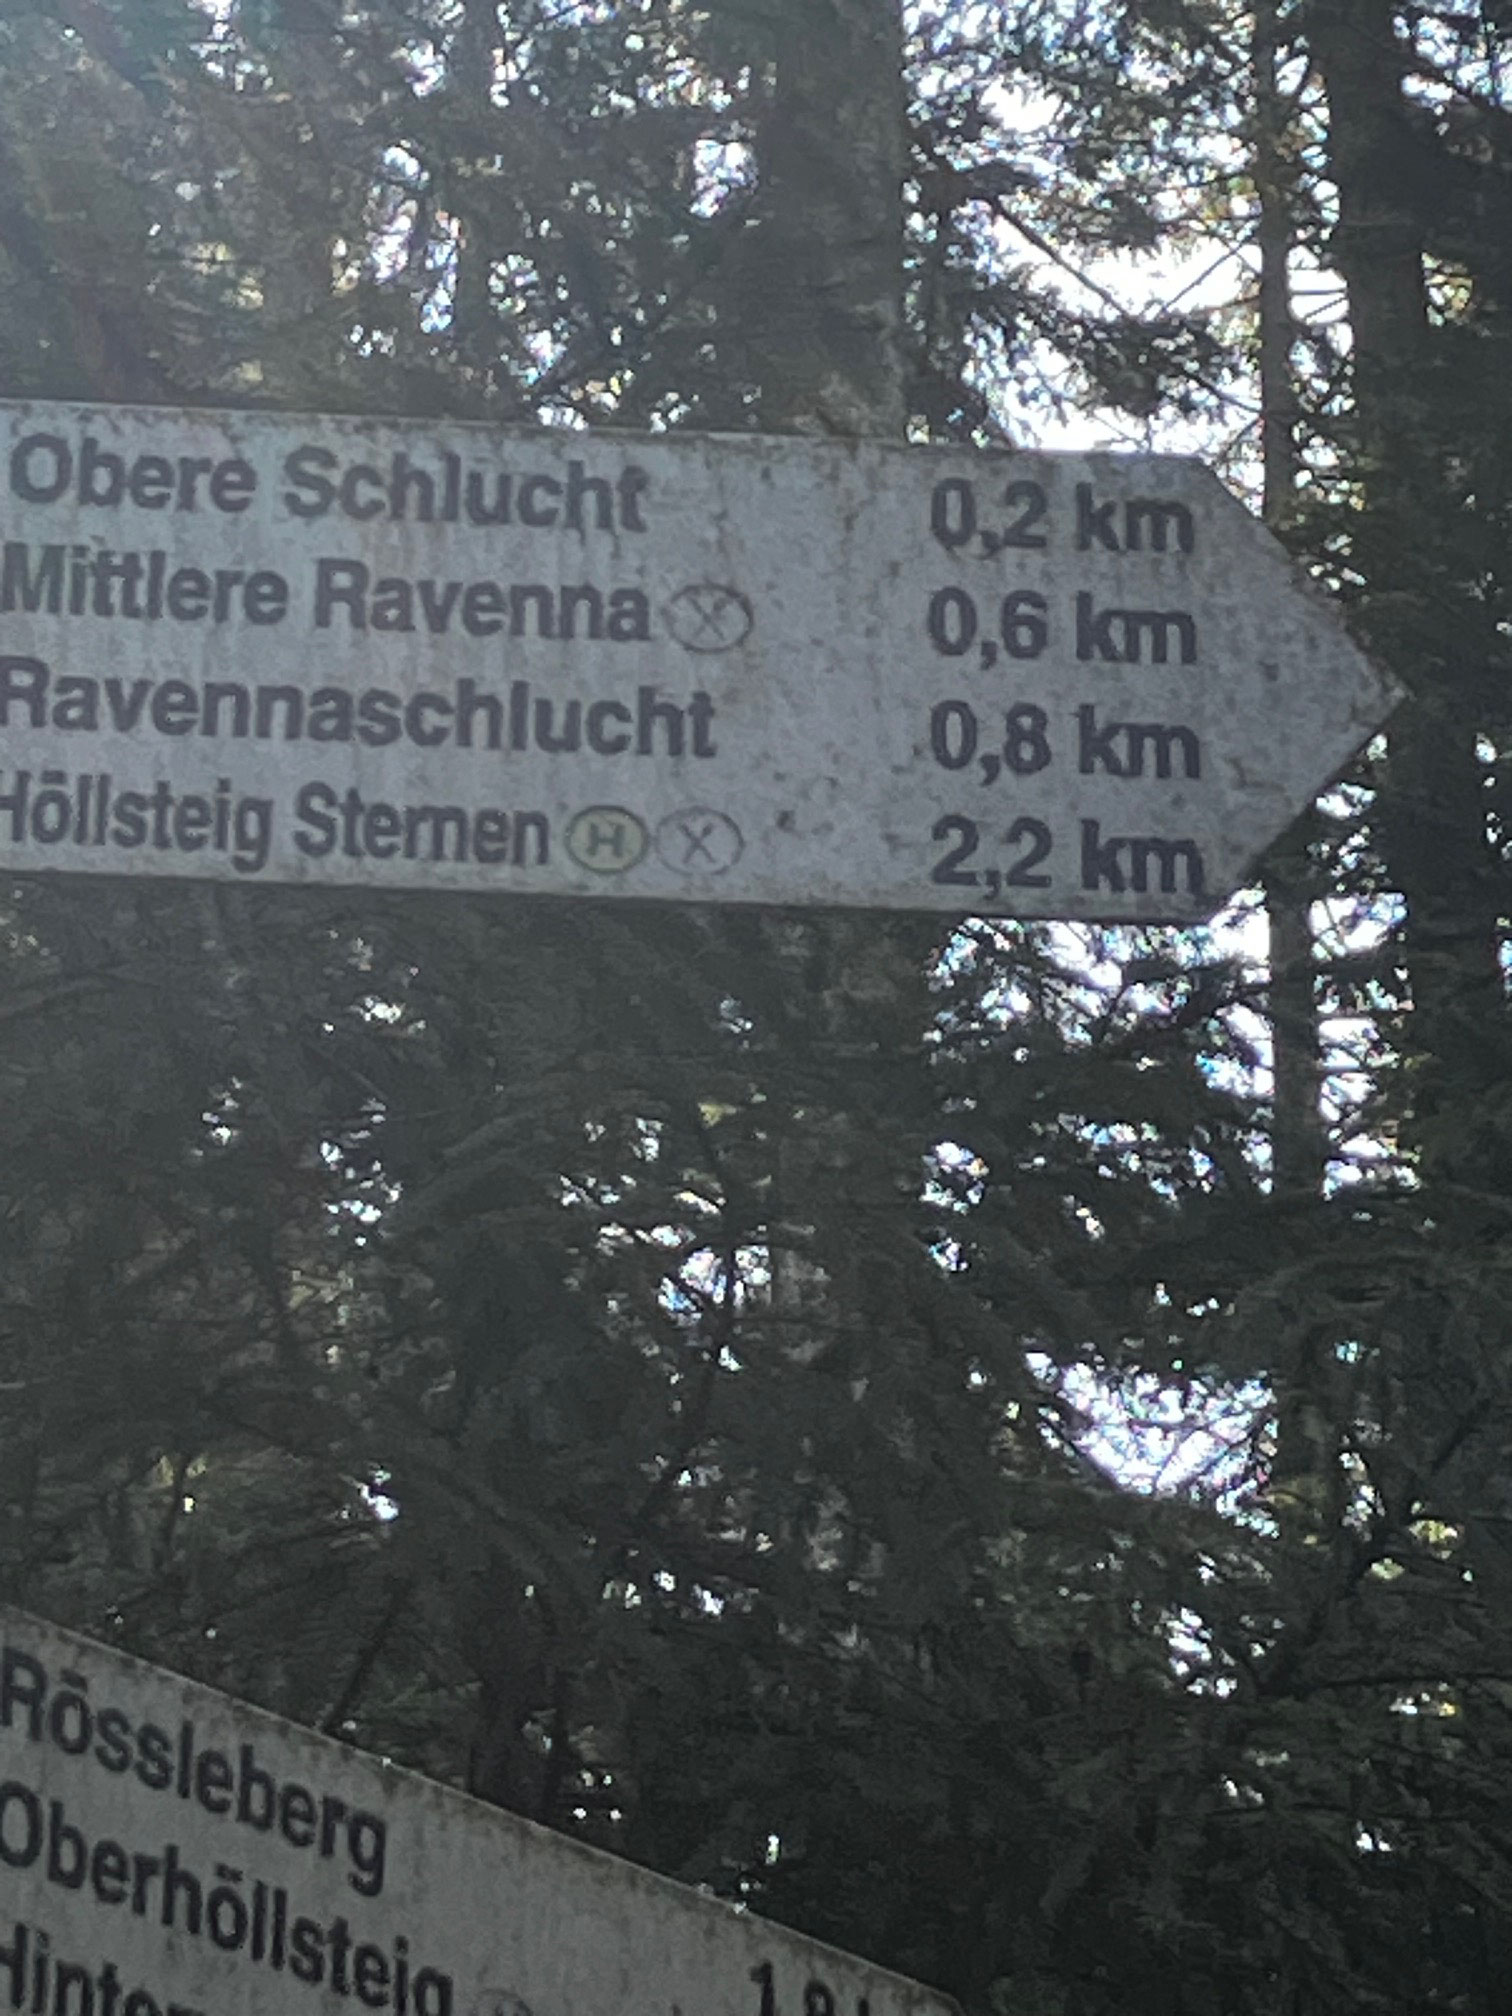 Obere Schlucht 0,2 km
Mittlere Ravenna 0,6 km
Ravennaschlucht 0,8 km
Höllsteig Sternen H 2,2 km
Rössleberg
Oberhöllsteig